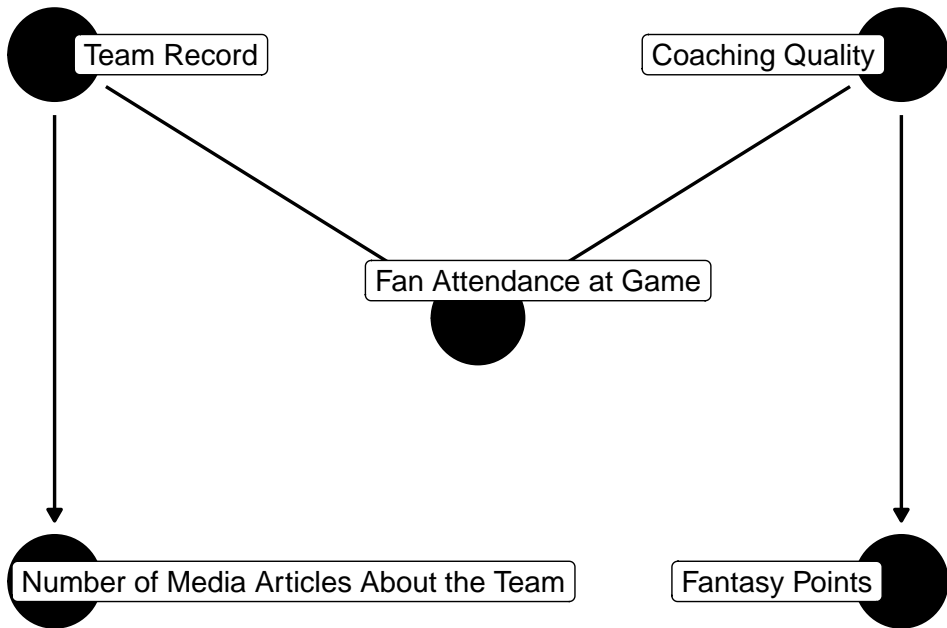 Team Record
Coaching Quality
Fan Attendance at Game
Number of Media Articles About the Team
Fantasy Points